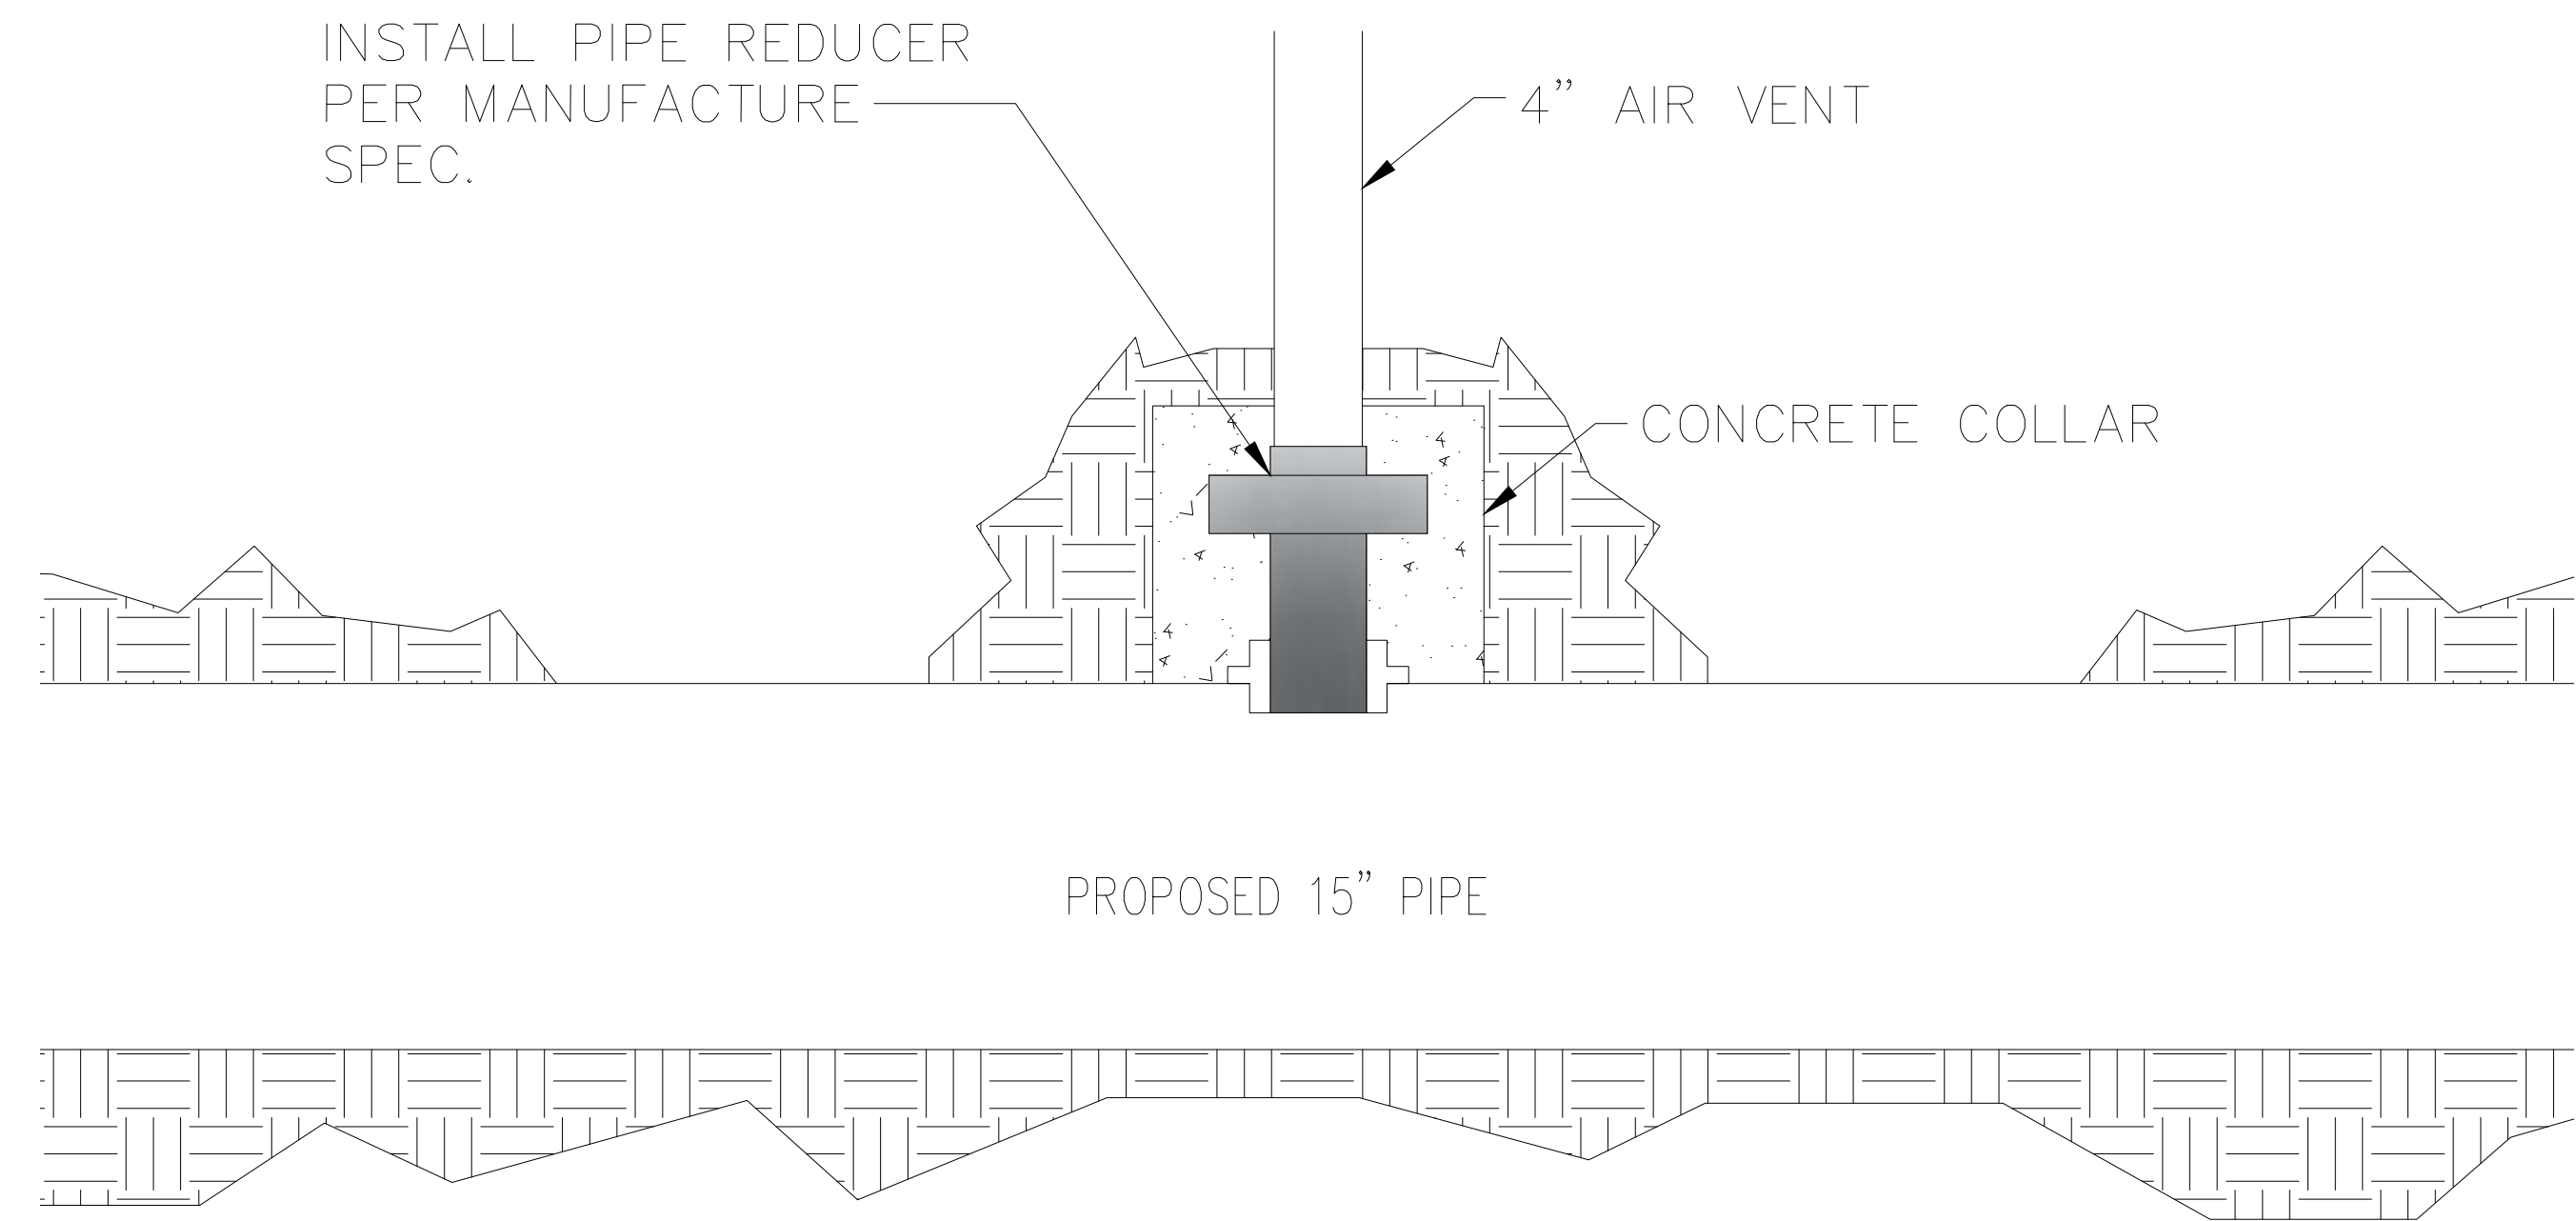 INSTALL PIPE REDUCER
PER MANUFACTURE
SPEC.
4” AIR VENT
CONCRETE COLLAR
PROPOSED 15” PIPE